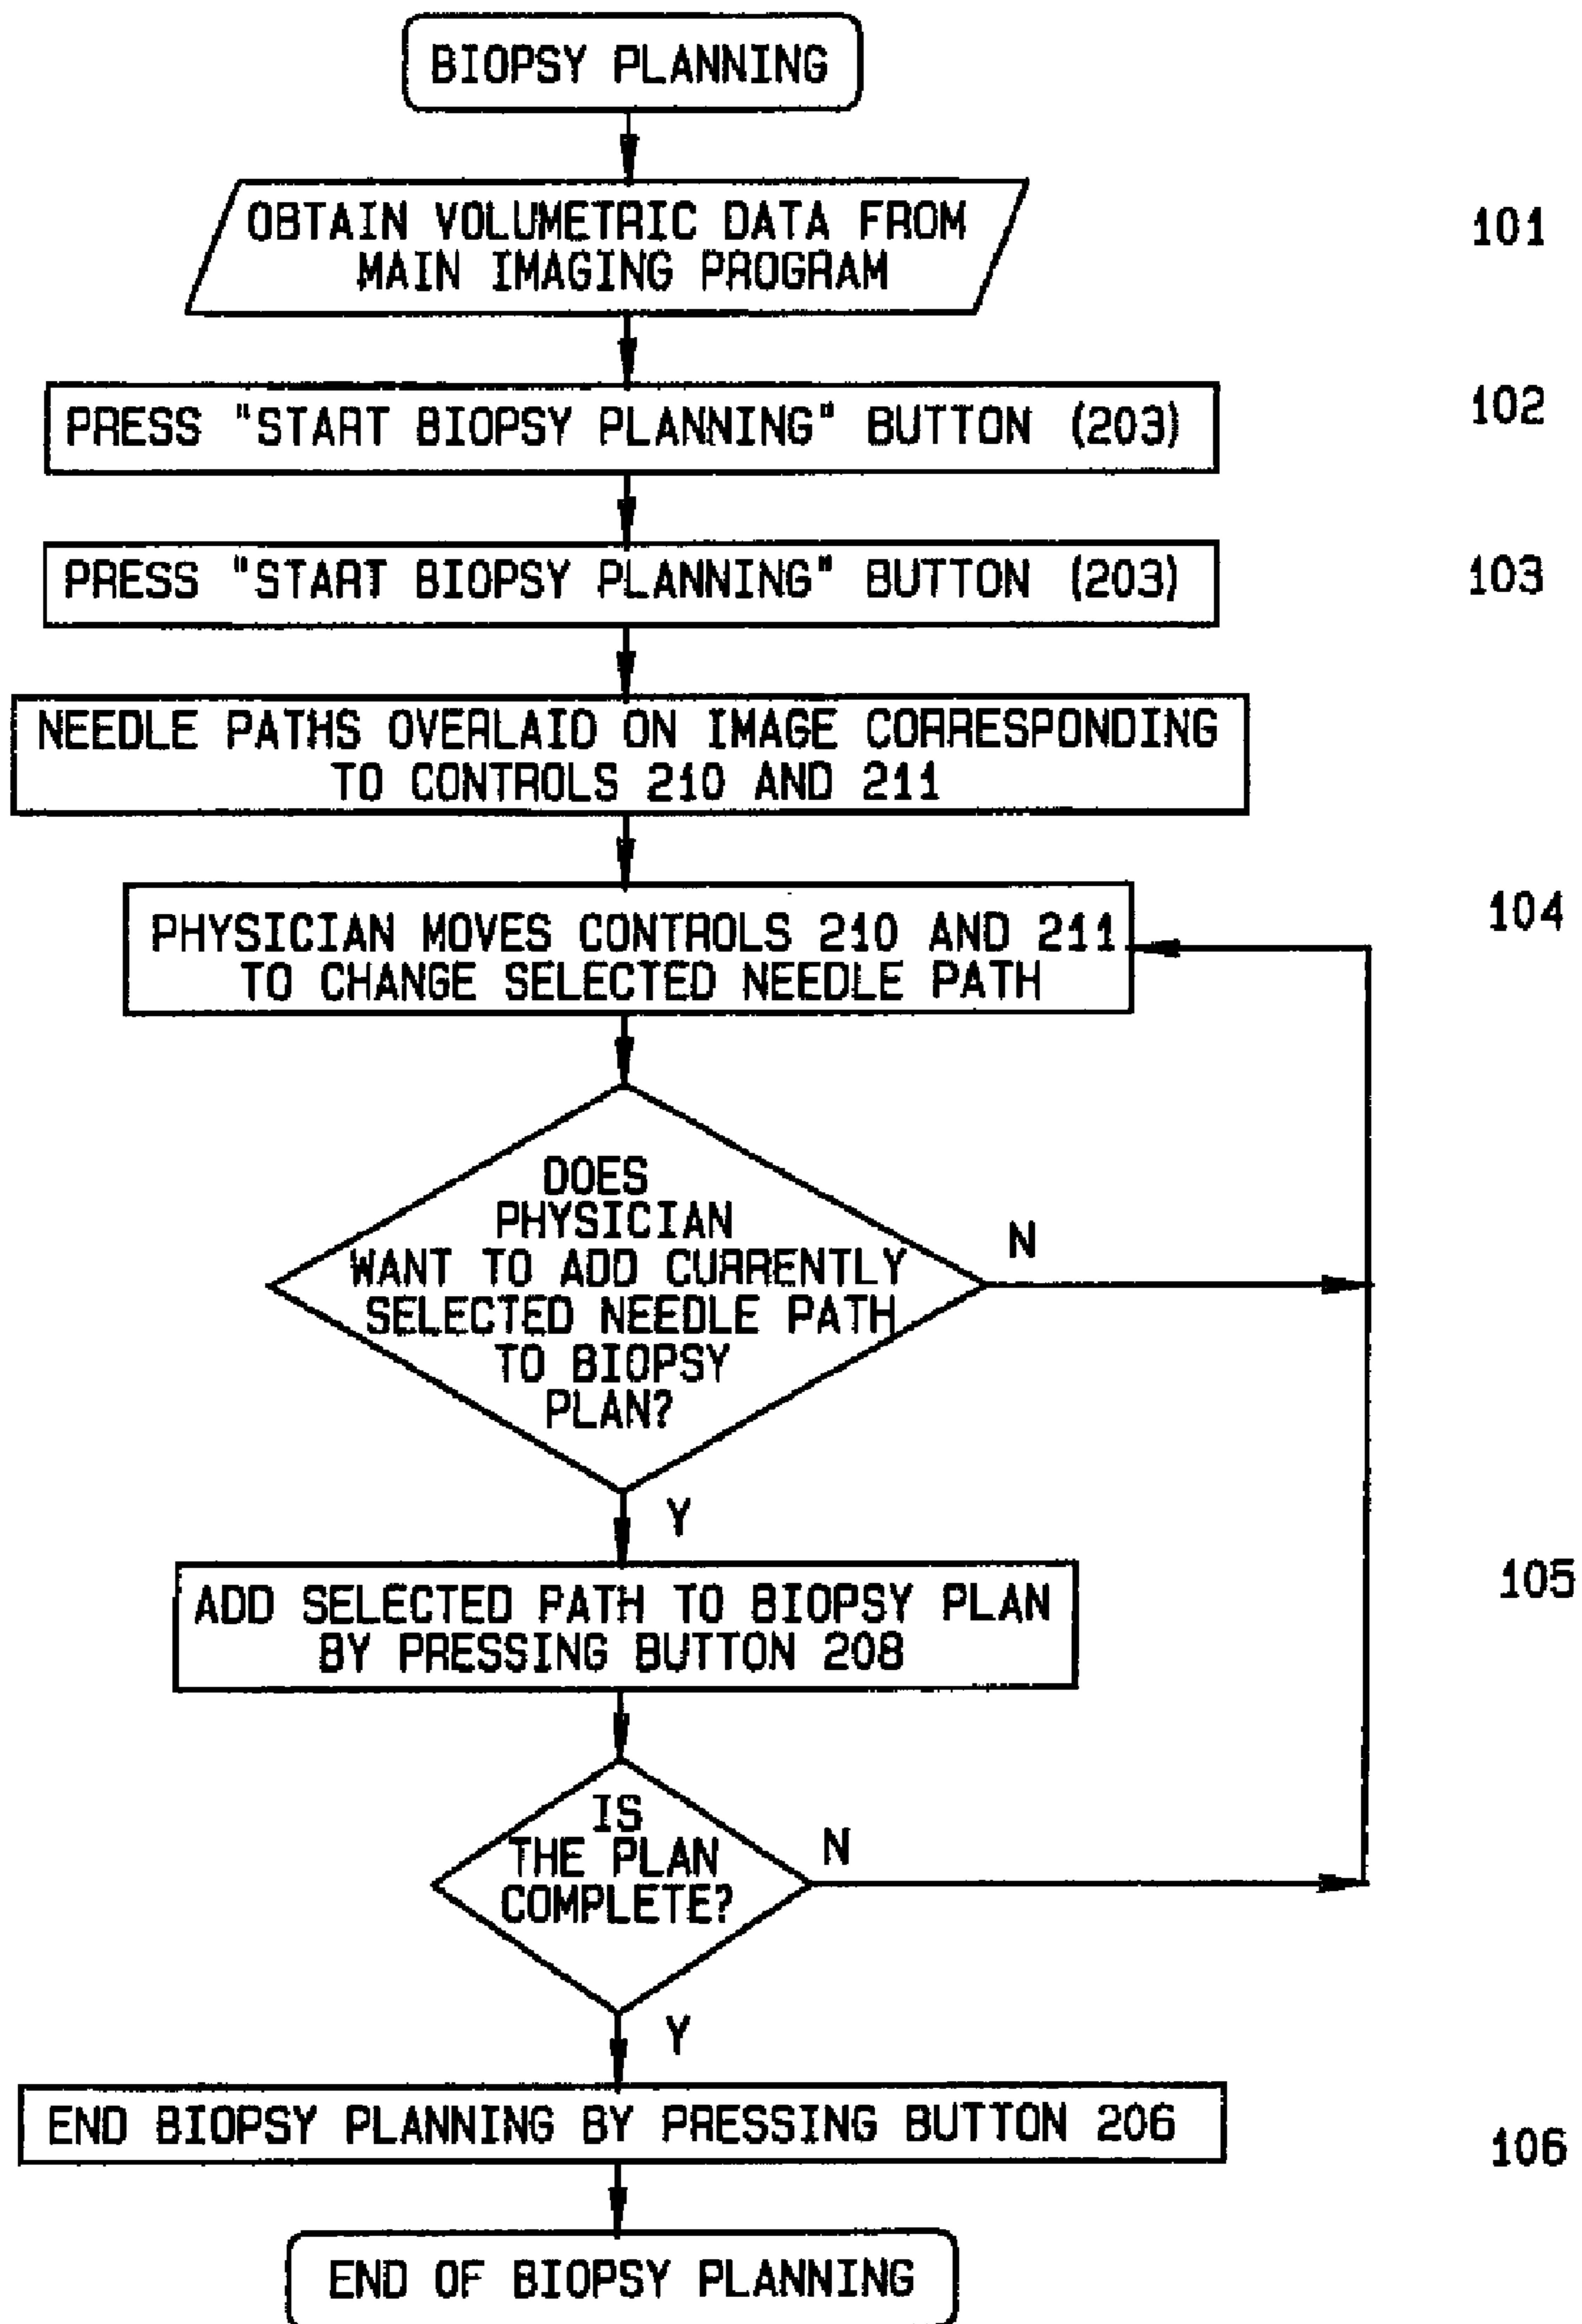 BIOPSY PLANNING
OBTAIN VOLUMETRIC DATA FROM
MAIN IMAGING PROGRAM
101
PRESS "START BIOPSY PLANNING" BUTTON (203)
102
PRESS "START BIOPSY PLANNING" BUTTON (203)
103
NEEDLE PATHS OVERLAID ON IMAGE CORRESPONDING
TO CONTROLS 210 AND 211
PHYSICIAN MOVES CONTROLS 210 AND 211
TO CHANGE SELECTED NEEDLE PATH
104
DOES
PHYSICIAN
WANT TO ADD CURRENTLY
SELECTED NEEDLE PATH
TO BIOPSY
PLAN?
N
Y
ADD SELECTED PATH TO BIOPSY PLAN
BY PRESSING BUTTON 208
105
IS
THE PLAN
COMPLETE?
N
Y
END BIOPSY PLANNING BY PRESSING BUTTON 206
106
END OF BIOPSY PLANNING